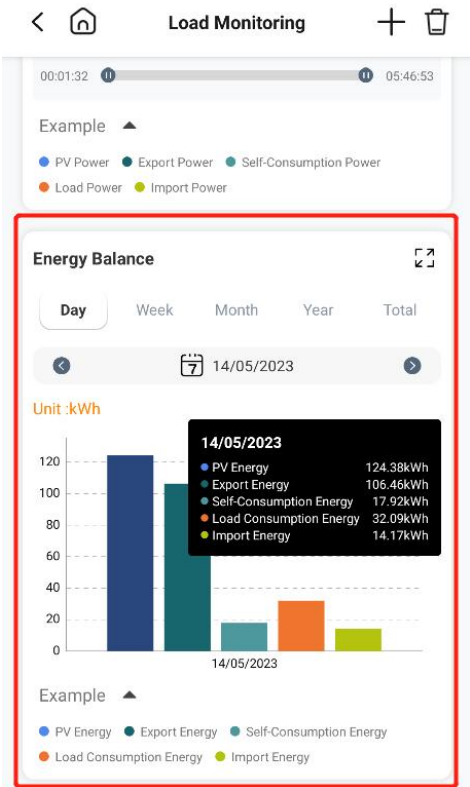 Load Monitoring
00:01:32 05:46:53
Example
PV Power Export Power Self-Consumption Power
Load Power Import Power
Energy Balance
Day Week Month Year Total
7 14/05/2023
Unit :kWh
14/05/2023
PV Energy 124.38kWh
Export Energy 106.46kWh
Self-Consumption Energy 17.92kWh
Load Consumption Energy 32.09kWh
Import Energy 14.17kWh
120
100
80
60
40
20
0
14/05/2023
Example
PV Energy Export Energy Self-Consumption Energy
Load Consumption Energy Import Energy